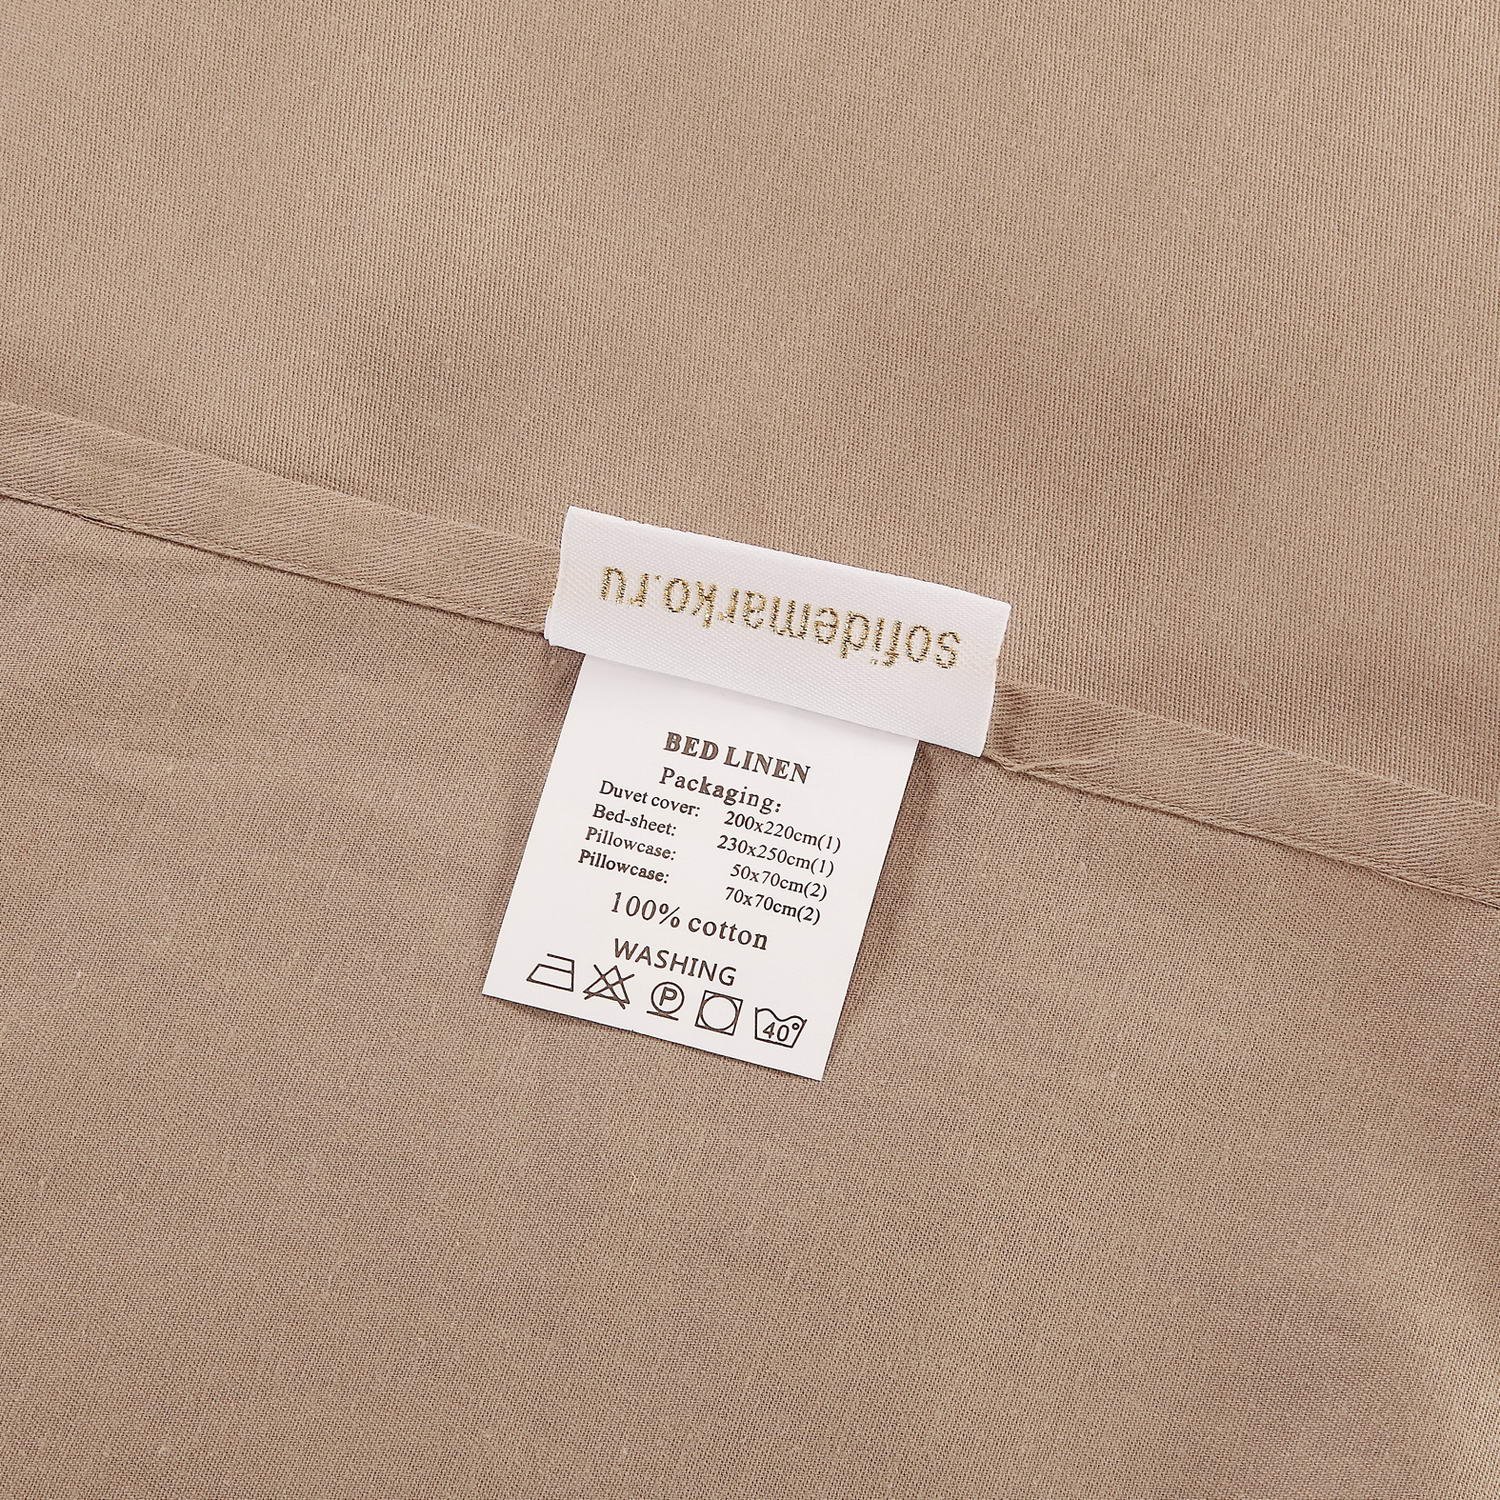 sofidemarko.ru
BED LINEN
Packaging:
Duvet cover: 200x220cm(1)
Bed-sheet: 230x250cm(1)
Pillowcase: 50x70cm(2)
Pillowcase: 70x70cm(2)
100% cotton
WASHING
P 40°